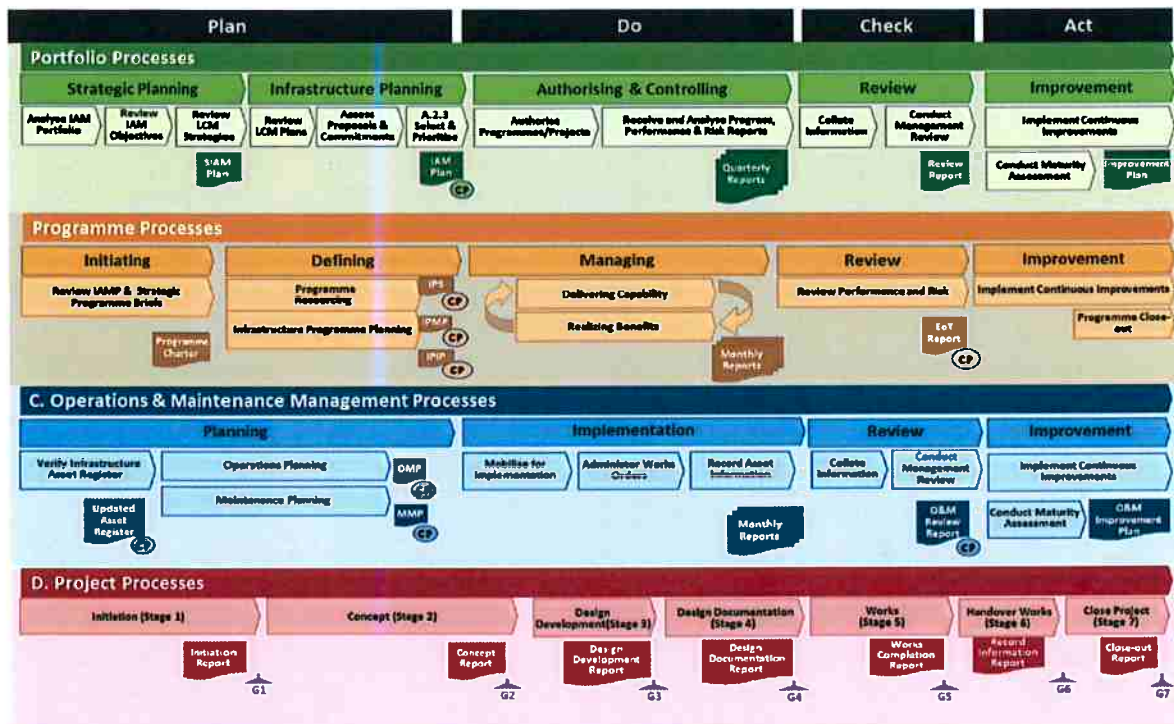 Plan
Do
Check
Act
Portfolio Processes
Strategic Planning
Infrastructure Planning
Authorising & Controlling
Review
Improvement
Analyse IAM
Portfolio
Review
IAM
Objectives
Review
LCM
Strategies
Review
LCM Plans
Assess
Proposals &
Commitments
A.2.3
Select &
Prioritise
Authorise
Programmes/Projects
Receive and Analyse Progress,
Performance & Risk Reports
Collate
Information
Conduct
Management
Review
Implement Continuous
Improvements
SIAM
Plan
IAM
Plan
CP
Quarterly
Reports
Review
Report
Conduct Maturity
Assessment
Improvement
Plan
Programme Processes
Initiating
Defining
Managing
Review
Improvement
Review IAMP & Strategic
Programme Briefs
Programme
Resourcing
Infrastructure Programme Planning
IPS
CP
PMP
CP
IPIP
CP
Delivering Capability
Realizing Benefits
Review Performance and Risk
Implement Continuous Improvements
Programme Close-
out
Programme
Charter
Monthly
Reports
EoT
Report
CP
C. Operations & Maintenance Management Processes
Planning
Implementation
Review
Improvement
Verify Infrastructure
Asset Register
Operations Planning
Maintenance Planning
OMP
MMP
CP
Mobilise for
Implementation
Administer Works
Orders
Record Asset
Information
Collate
Information
Conduct
Management
Review
Implement Continuous
Improvements
Updated
Asset
Register
Monthly
Reports
O&M
Review
Report
CP
Conduct Maturity
Assessment
O&M
Improvement
Plan
D. Project Processes
Initiation (Stage 1)
Concept (Stage 2)
Design
Development(Stage 3)
Design Documentation
(Stage 4)
Works
(Stage 5)
Handover Works
(Stage 6)
Close Project
(Stage 7)
Initiation
Report
G1
Concept
Report
G2
Design
Development Report
G3
Design
Documentation
Report
G4
Works
Completion
Report
G5
Record
Information
Report
G6
Close-out
Report
G7